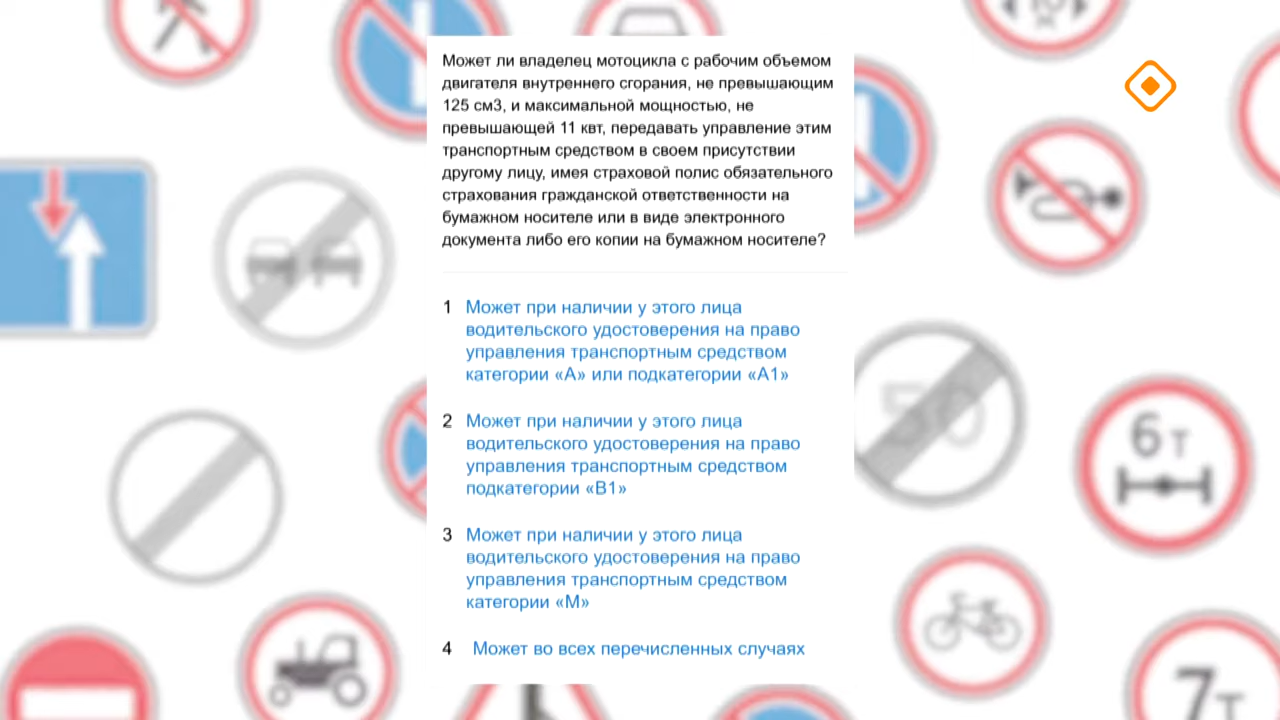 Может ли владелец мотоцикла с рабочим объемом
двигателя внутреннего сгорания, не превышающим
125 см3, и максимальной мощностью, не
превышающей 11 квт, передавать управление этим
транспортным средством в своем присутствии
другому лицу, имея страховой полис обязательного
страхования гражданской ответственности на
бумажном носителе или в виде электронного
документа либо его копии на бумажном носителе?
1 Может при наличии у этого лица
водительского удостоверения на право
управления транспортным средством
категории «А» или подкатегории «А1»
2 Может при наличии у этого лица
водительского удостоверения на право
управления транспортным средством
подкатегории «В1»
3 Может при наличии у этого лица
водительского удостоверения на право
управления транспортным средством
категории «М»
4 Может во всех перечисленных случаях
50
6т
7т